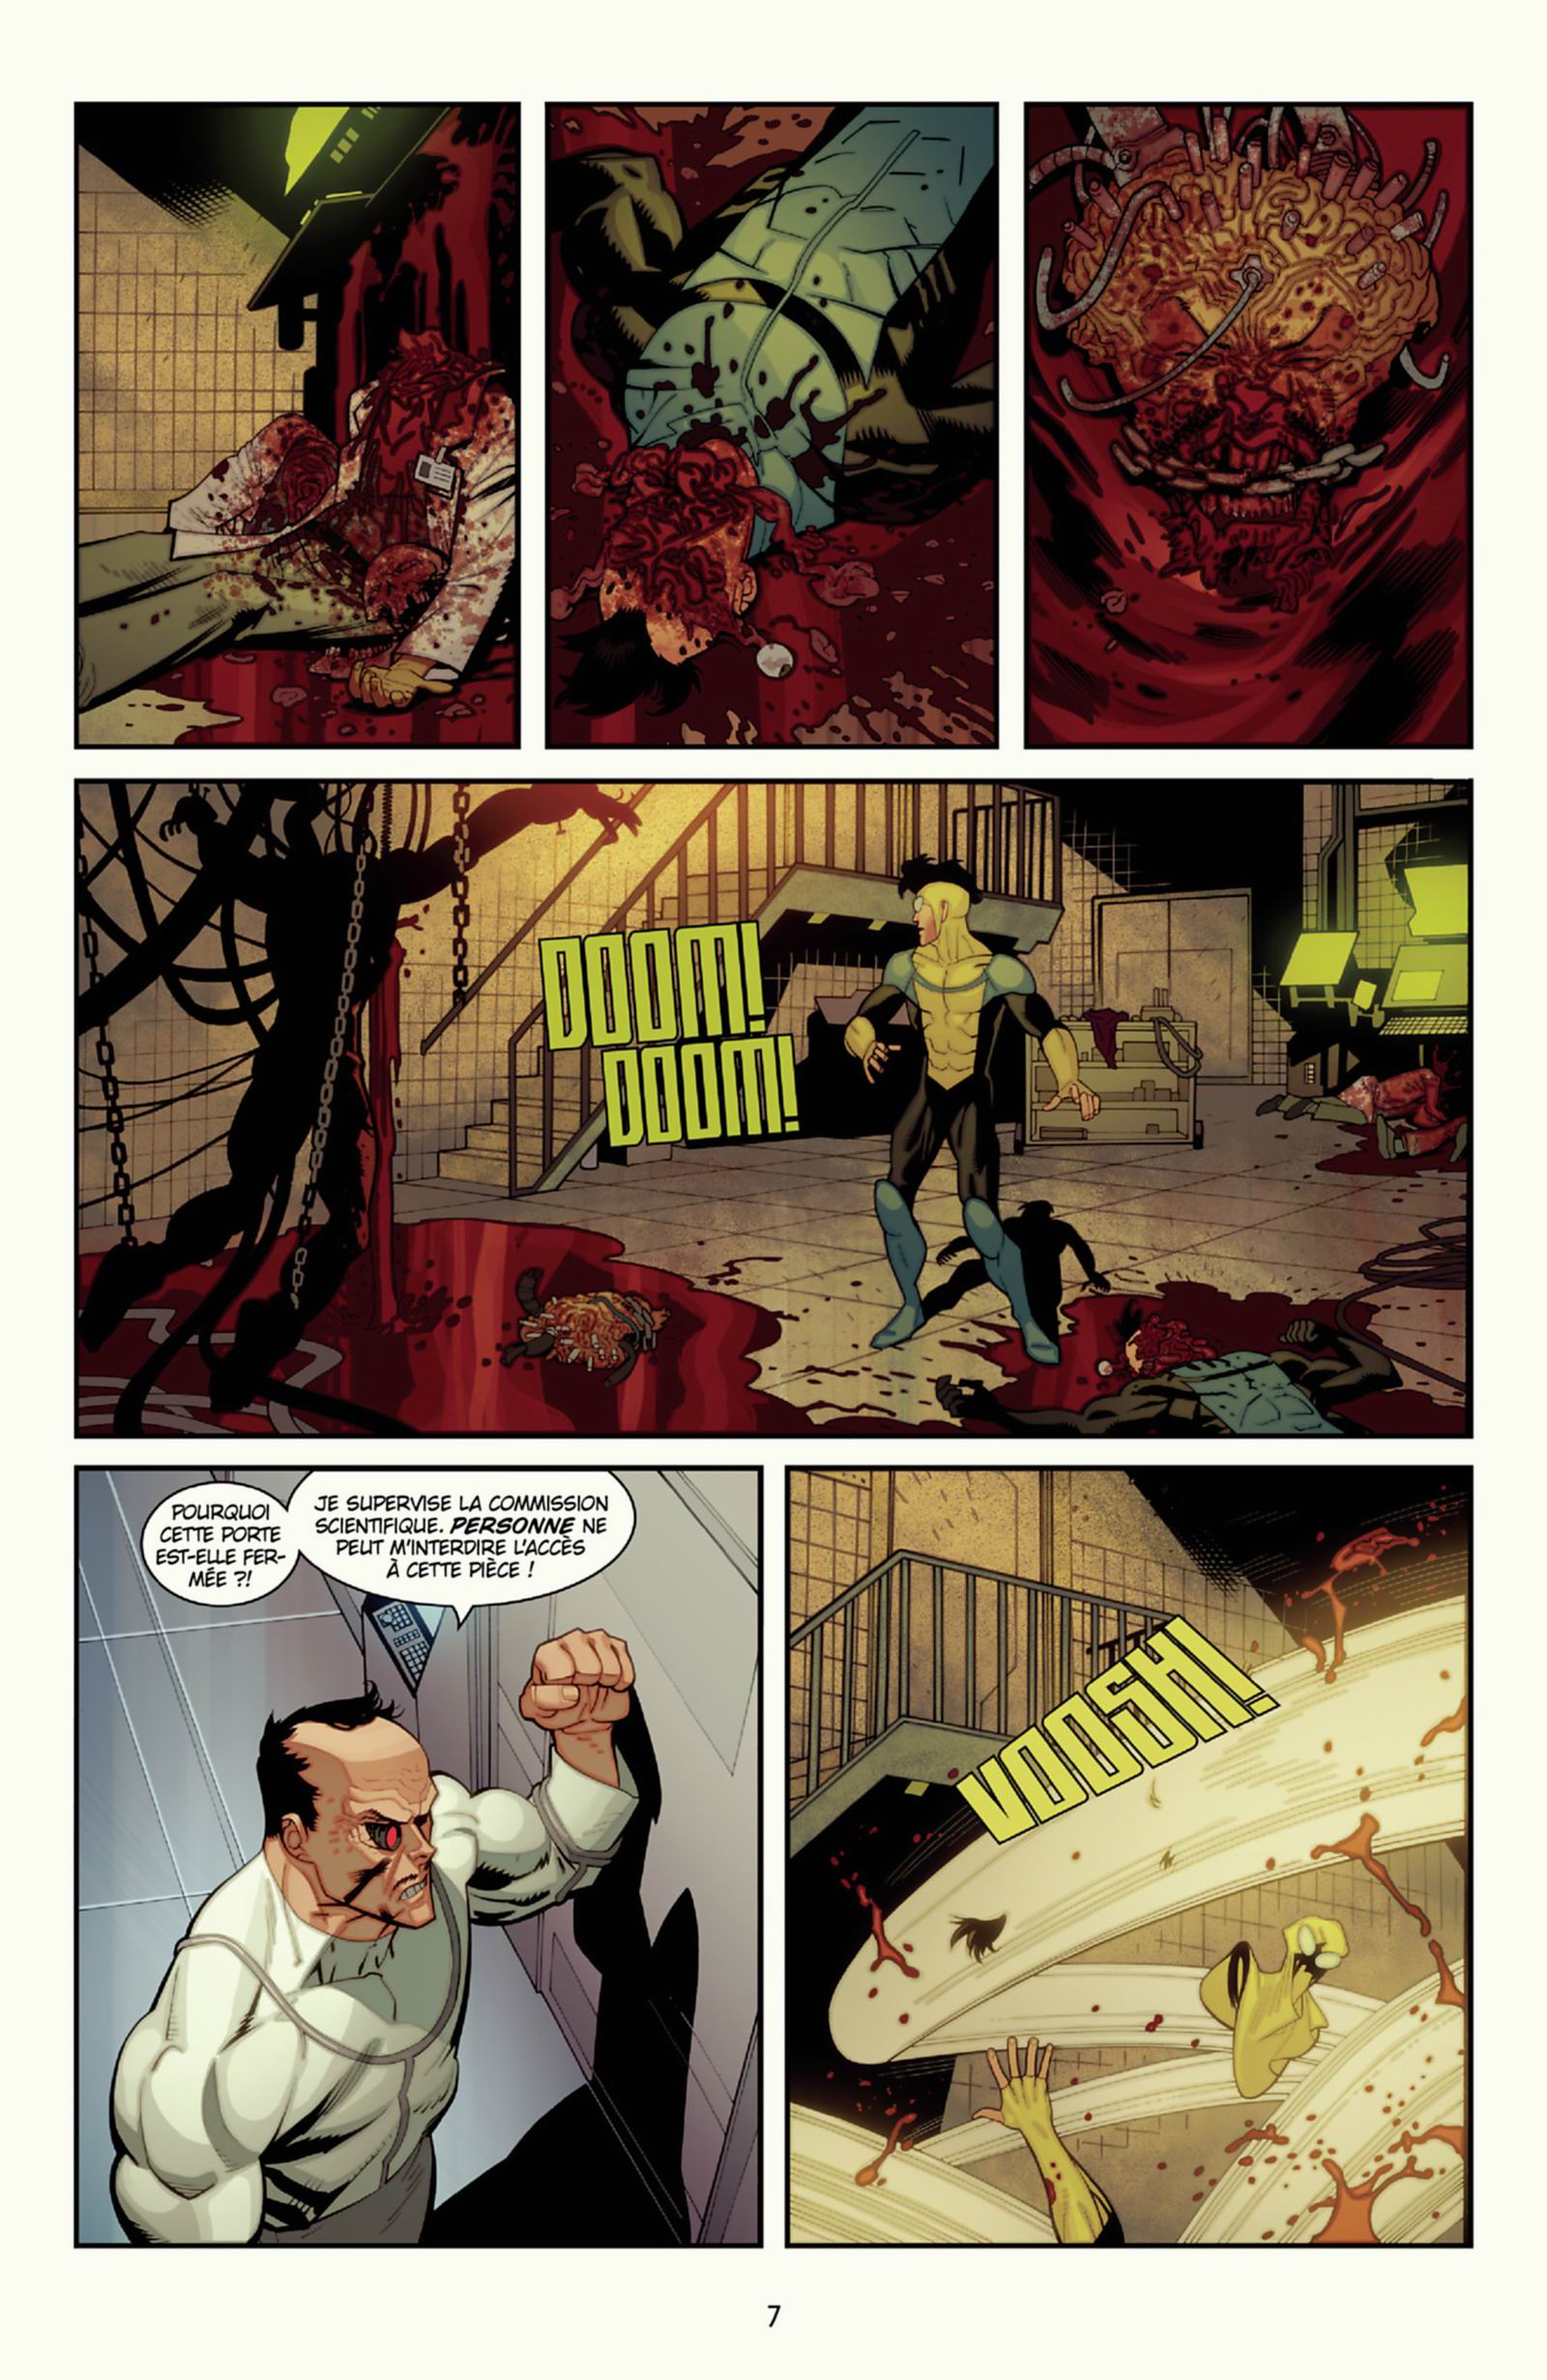 DOOM!
DOOM!
POURQUOI
CETTE PORTE
EST-ELLE FER-
MÉE ?!
JE SUPERVISE LA COMMISSION
SCIENTIFIQUE. PERSONNE NE
PEUT M'INTERDIRE L'ACCÈS
À CETTE PIÈCE !
VOOSH!
7